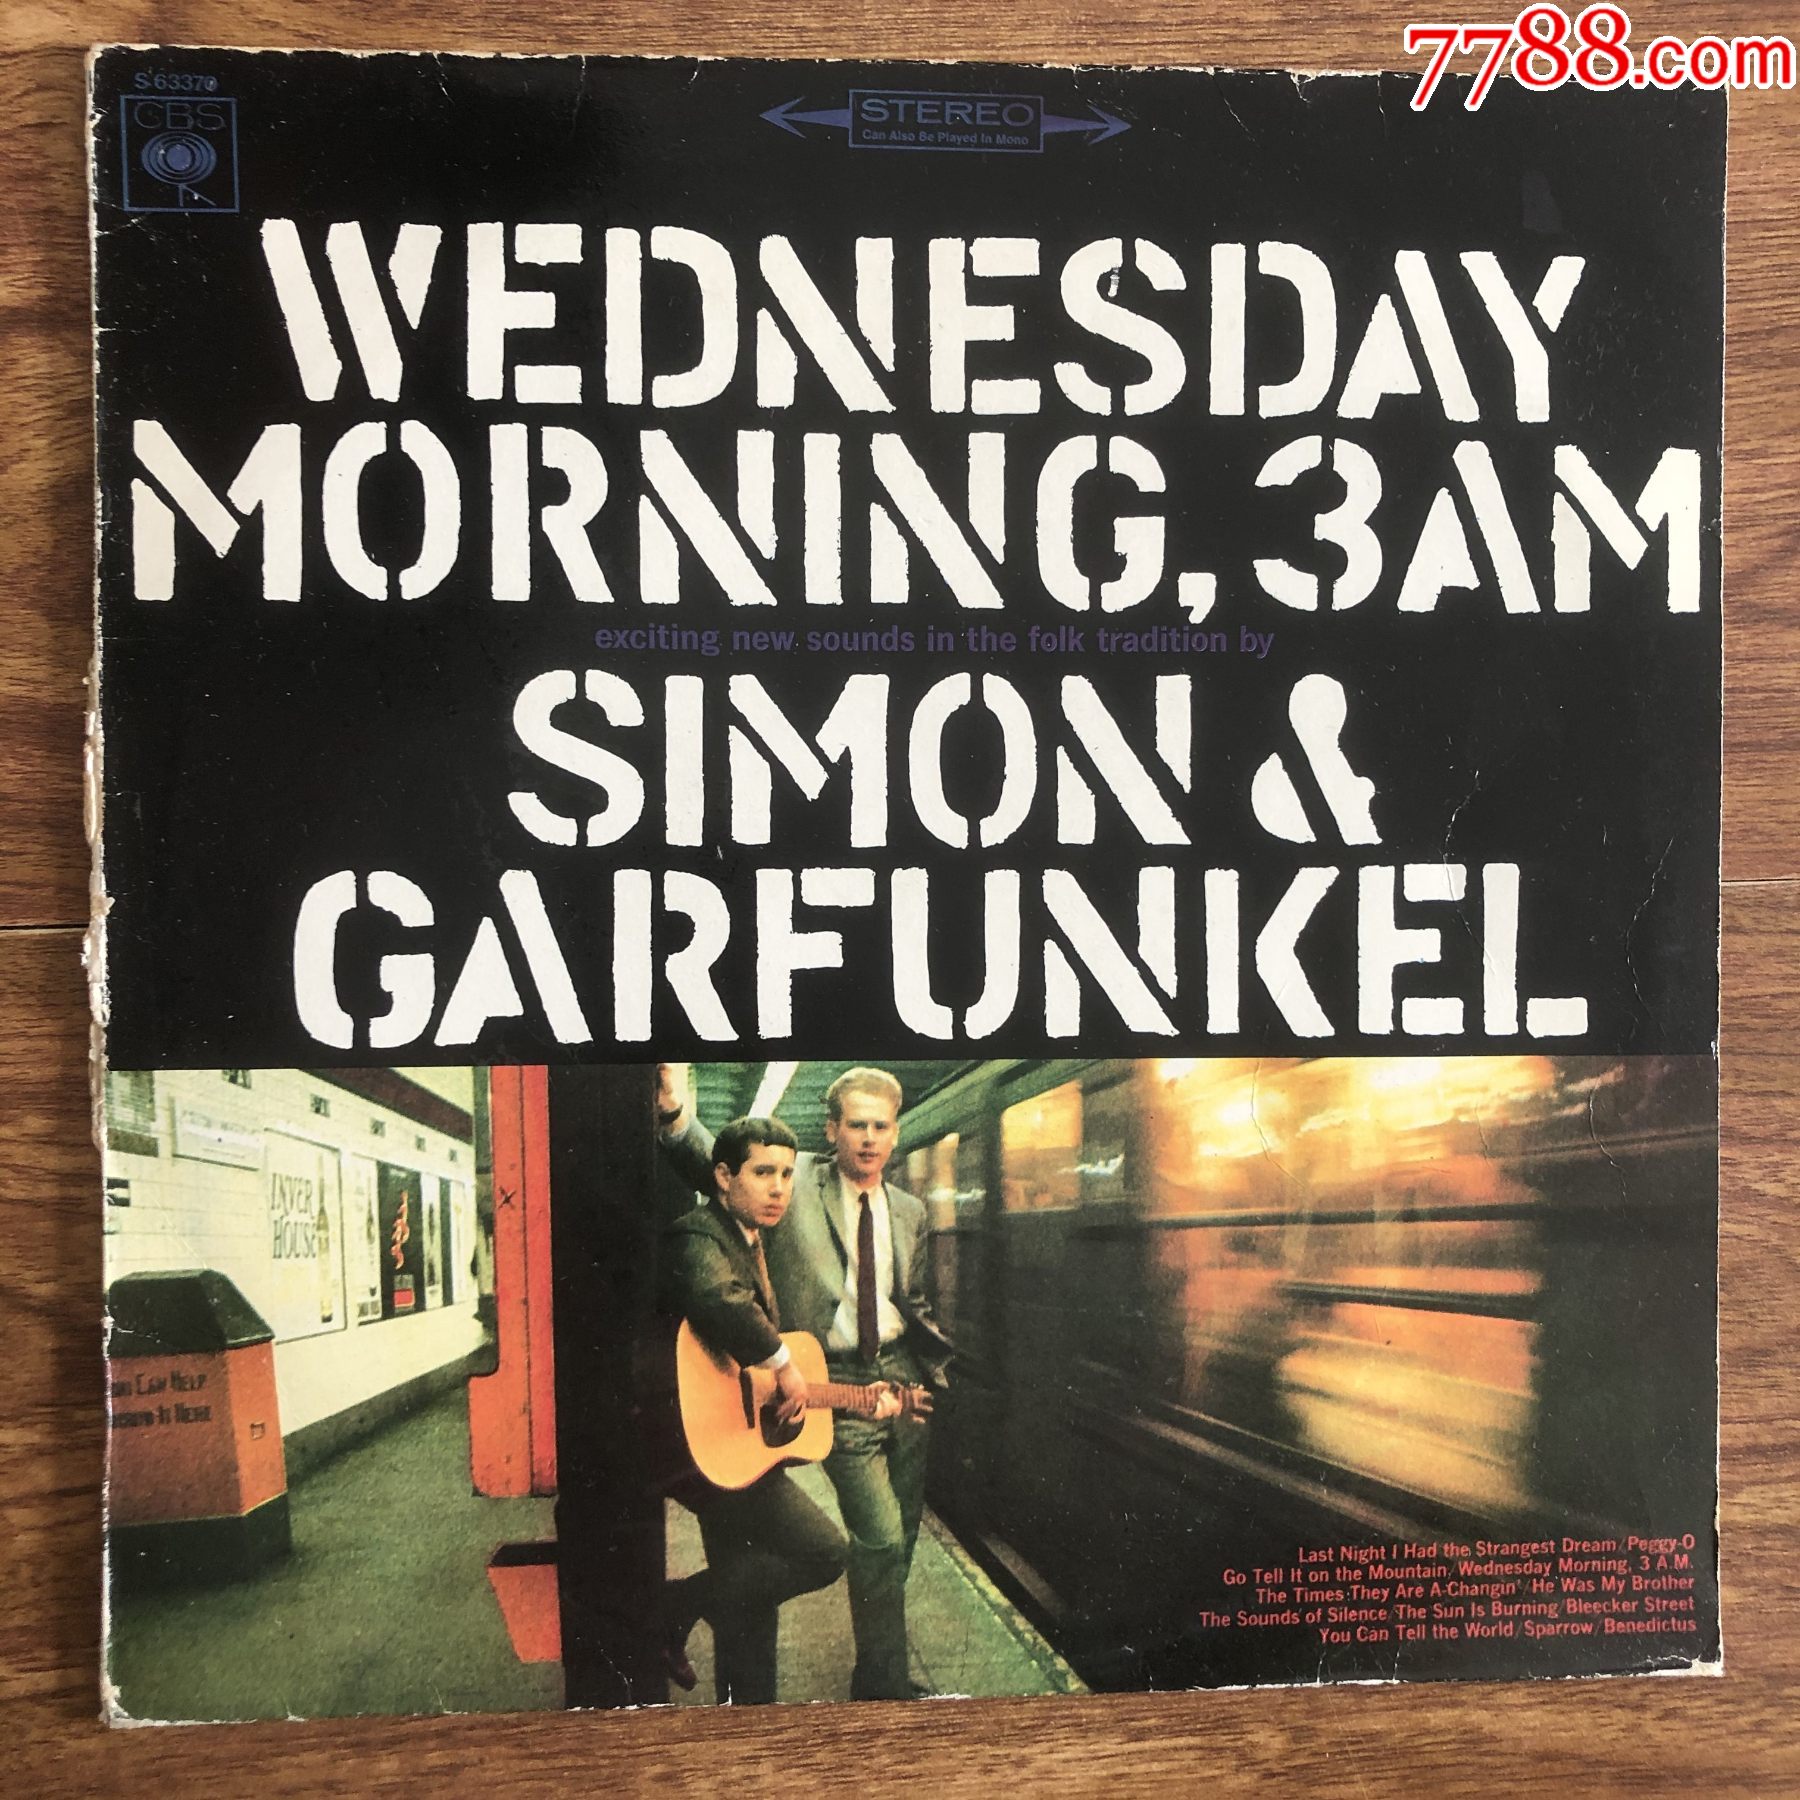 7788.com
S 63370
CBS
STEREO
Can Also Be Played In Mono
WEDNESDAY
MORNING, 3AM
exciting new sounds in the folk tradition by
SIMON &
GARFUNKEL
INVER
HOUSE
Can Help
Last Night I Had the Strangest Dream/Peggy-O
Go Tell It on the Mountain/Wednesday Morning, 3 A.M.
The Times They Are A-Changin'/He Was My Brother
The Sounds of Silence/The Sun Is Burning/Bleecker Street
You Can Tell the World/Sparrow/Benedictus